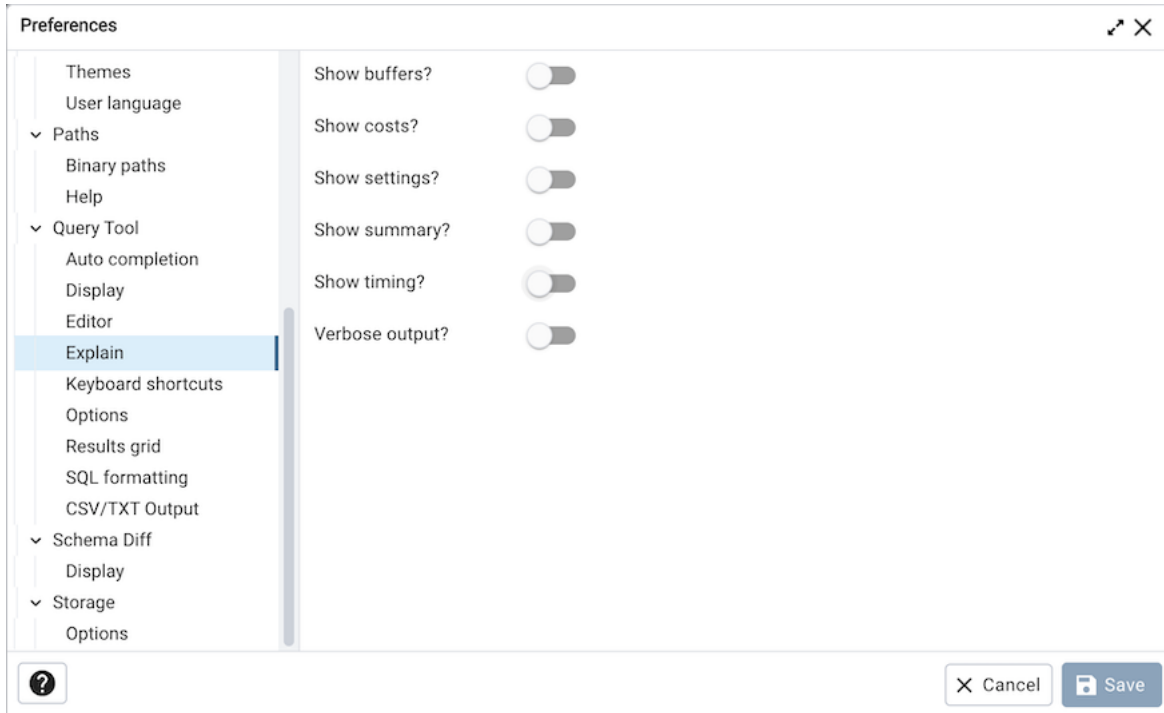 Preferences
Themes
User language
Paths
Binary paths
Help
Query Tool
Auto completion
Display
Editor
Explain
Keyboard shortcuts
Options
Results grid
SQL formatting
CSV/TXT Output
Schema Diff
Display
Storage
Options
Show buffers?
Show costs?
Show settings?
Show summary?
Show timing?
Verbose output?
Cancel
Save